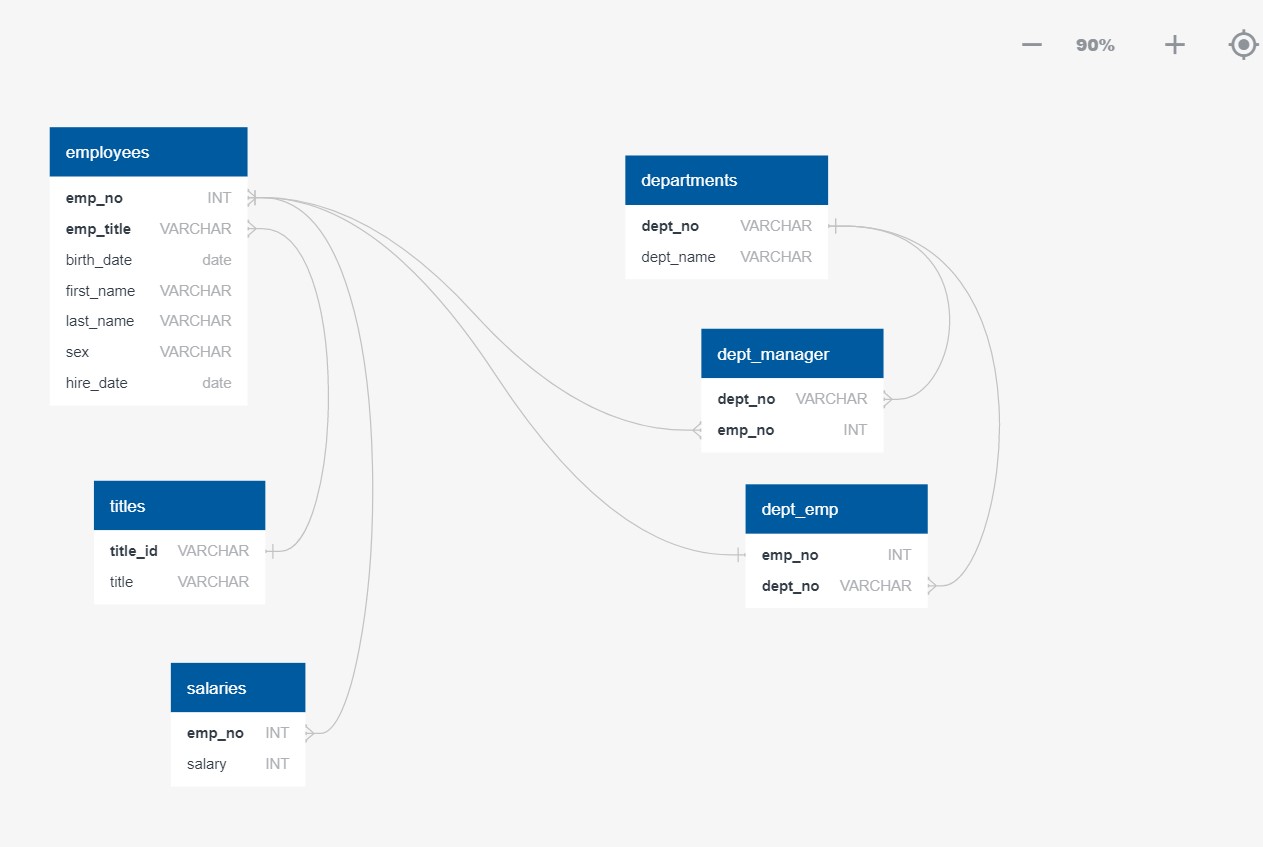 90%
employees
emp_no INT
emp_title VARCHAR
birth_date date
first_name VARCHAR
last_name VARCHAR
sex VARCHAR
hire_date date
departments
dept_no VARCHAR
dept_name VARCHAR
dept_manager
dept_no VARCHAR
emp_no INT
titles
title_id VARCHAR
title VARCHAR
dept_emp
emp_no INT
dept_no VARCHAR
salaries
emp_no INT
salary INT